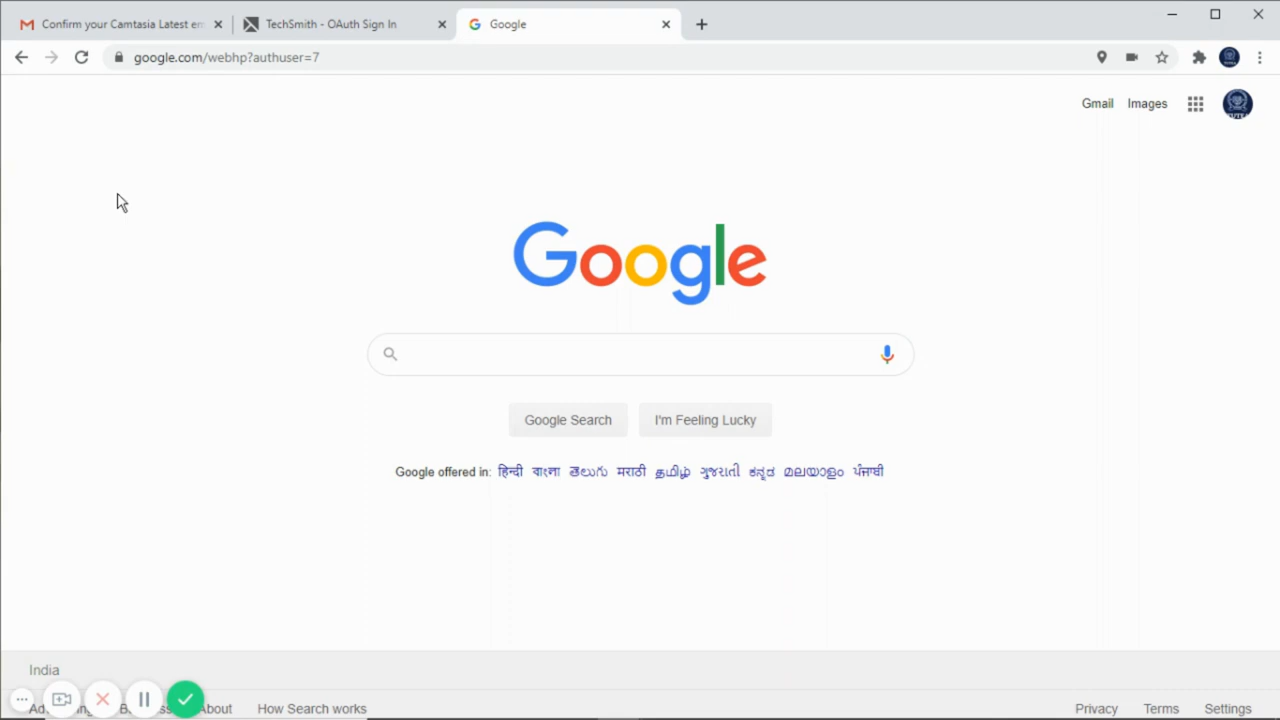 Confirm your Camtasia Latest em
TechSmith - OAuth Sign In
Google
google.com/webhp?authuser=7
Gmail Images
Google
Google Search I'm Feeling Lucky
Google offered in: हिन्दी বাংলা తెలుగు मराठी தமிழ் ગુજરાતી ಕನ್ನಡ മലയാളം ਪੰਜਾਬੀ
India
About How Search works Privacy Terms Settings